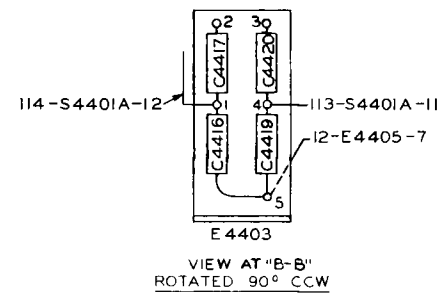 2 3
C4417 C4420
114-S4401A-12 1 4 113-S4401A-11
C4416 C4419
12-E4405-7
5
E4403
VIEW AT "B-B"
ROTATED 90° CCW